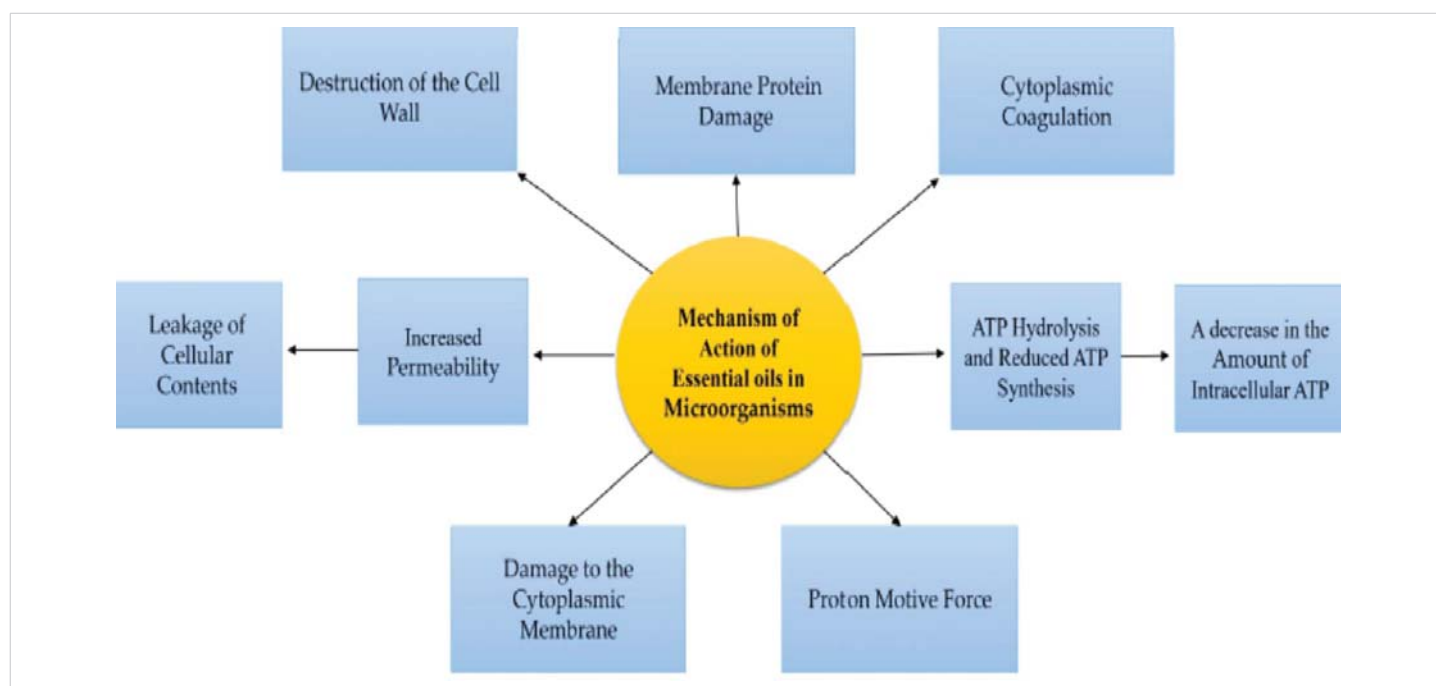 Destruction of the Cell
Wall
Membrane Protein
Damage
Cytoplasmic
Coagulation
Leakage of
Cellular
Contents
Increased
Permeability
Mechanism of
Action of
Essential oils in
Microorganisms
ATP Hydrolysis
and Reduced ATP
Synthesis
A decrease in the
Amount of
Intracellular ATP
Damage to the
Cytoplasmic
Membrane
Proton Motive Force